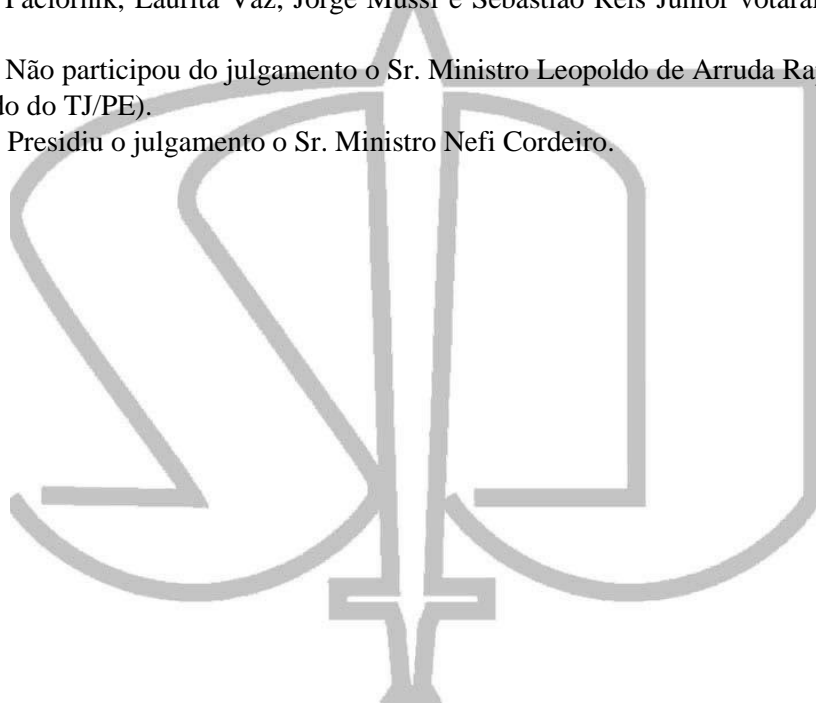 Paciornik, Laurita Vaz, Jorge Mussi e Sebastião Reis Júnior votaram
Não participou do julgamento o Sr. Ministro Leopoldo de Arruda
do do TJ/PE).
Presidiu o julgamento o Sr. Ministro Nefi Cordeiro.